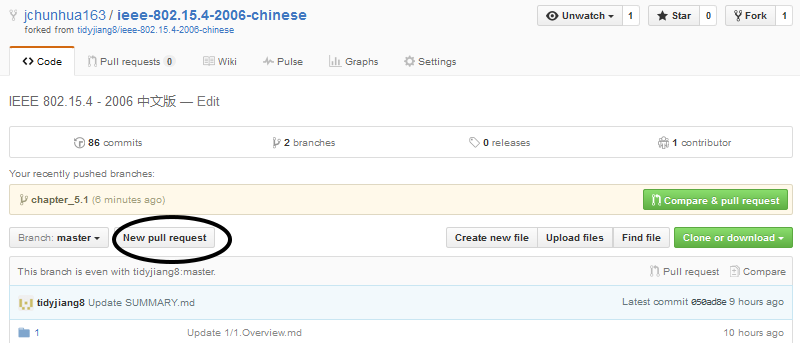 jchunhua163 / ieee-802.15.4-2006-chinese
Unwatch 1 Star 0 Fork 1
forked from tidyjiang8/ieee-802.15.4-2006-chinese
Code Pull requests 0 Wiki Pulse Graphs Settings
IEEE 802.15.4 - 2006 中文版 — Edit
86 commits 2 branches 0 releases 1 contributor
Your recently pushed branches:
chapter_5.1 (6 minutes ago) Compare & pull request
Branch: master New pull request Create new file Upload files Find file Clone or download
This branch is even with tidyjiang8:master. Pull request Compare
tidyjiang8 Update SUMMARY.md Latest commit 050ad8e 9 hours ago
1 Update 1/1.Overview.md 10 hours ago